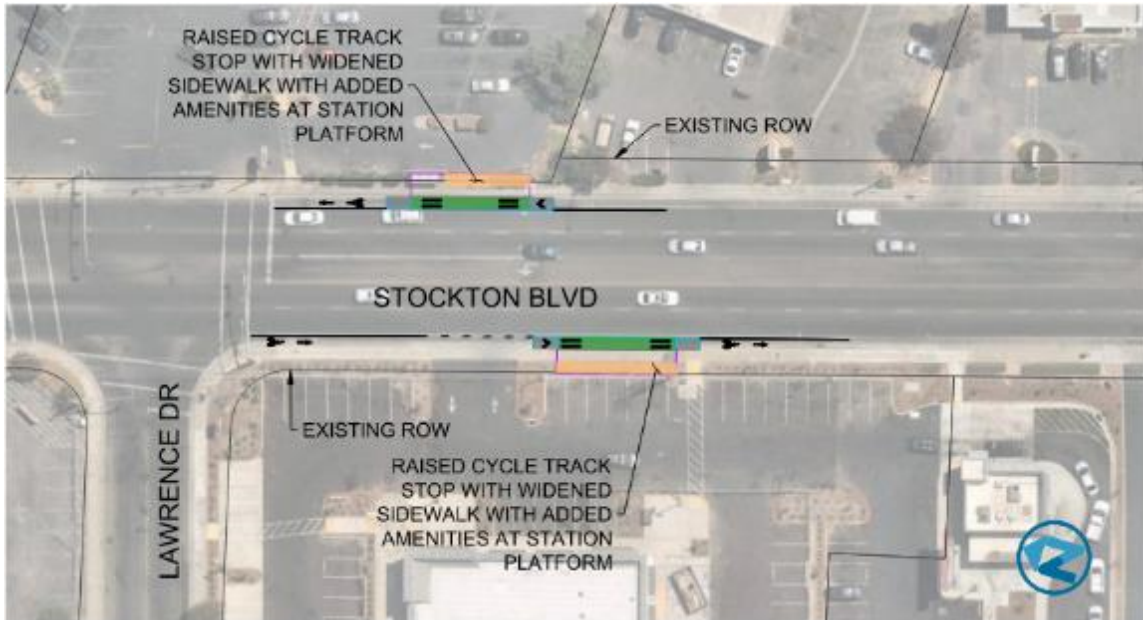 RAISED CYCLE TRACK
STOP WITH WIDENED
SIDEWALK WITH ADDED
AMENITIES AT STATION
PLATFORM
EXISTING ROW
STOCKTON BLVD
LAWRENCE DR
EXISTING ROW
RAISED CYCLE TRACK
STOP WITH WIDENED
SIDEWALK WITH ADDED
AMENITIES AT STATION
PLATFORM